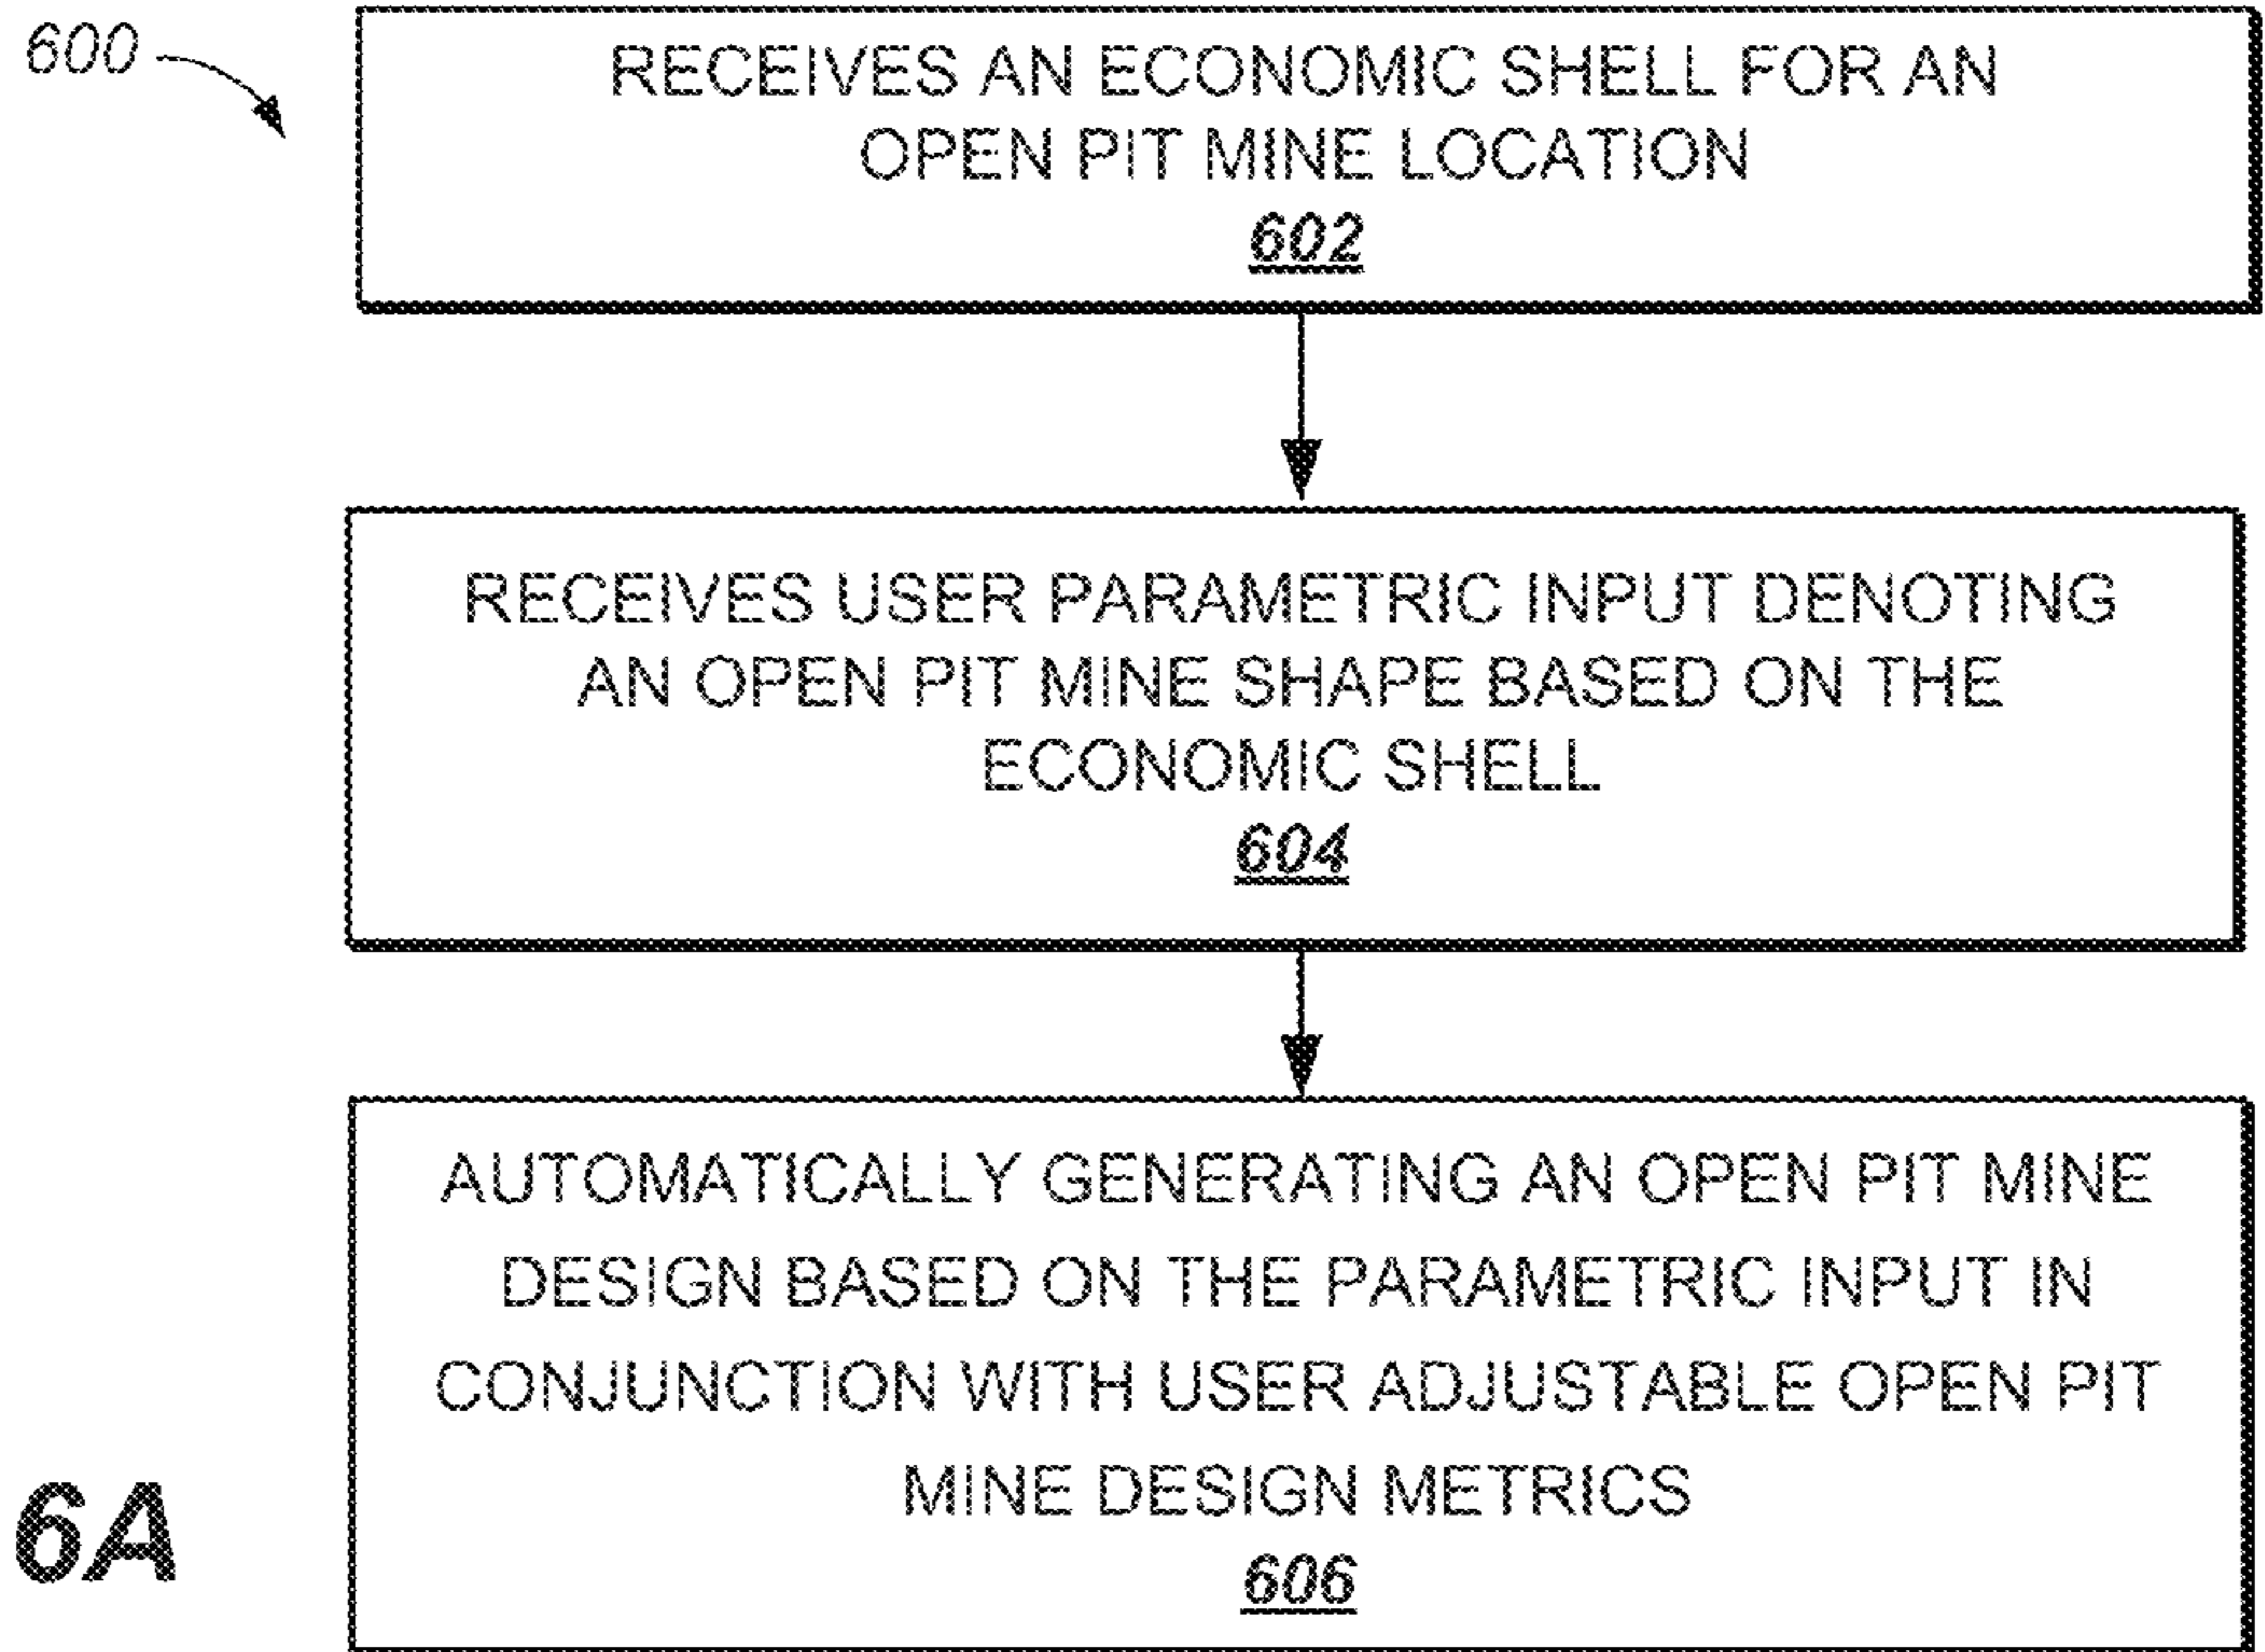 600
RECEIVES AN ECONOMIC SHELL FOR AN
OPEN PIT MINE LOCATION
602
RECEIVES USER PARAMETRIC INPUT DENOTING
AN OPEN PIT MINE SHAPE BASED ON THE
ECONOMIC SHELL
604
AUTOMATICALLY GENERATING AN OPEN PIT MINE
DESIGN BASED ON THE PARAMETRIC INPUT IN
CONJUNCTION WITH USER ADJUSTABLE OPEN PIT
MINE DESIGN METRICS
606
6A